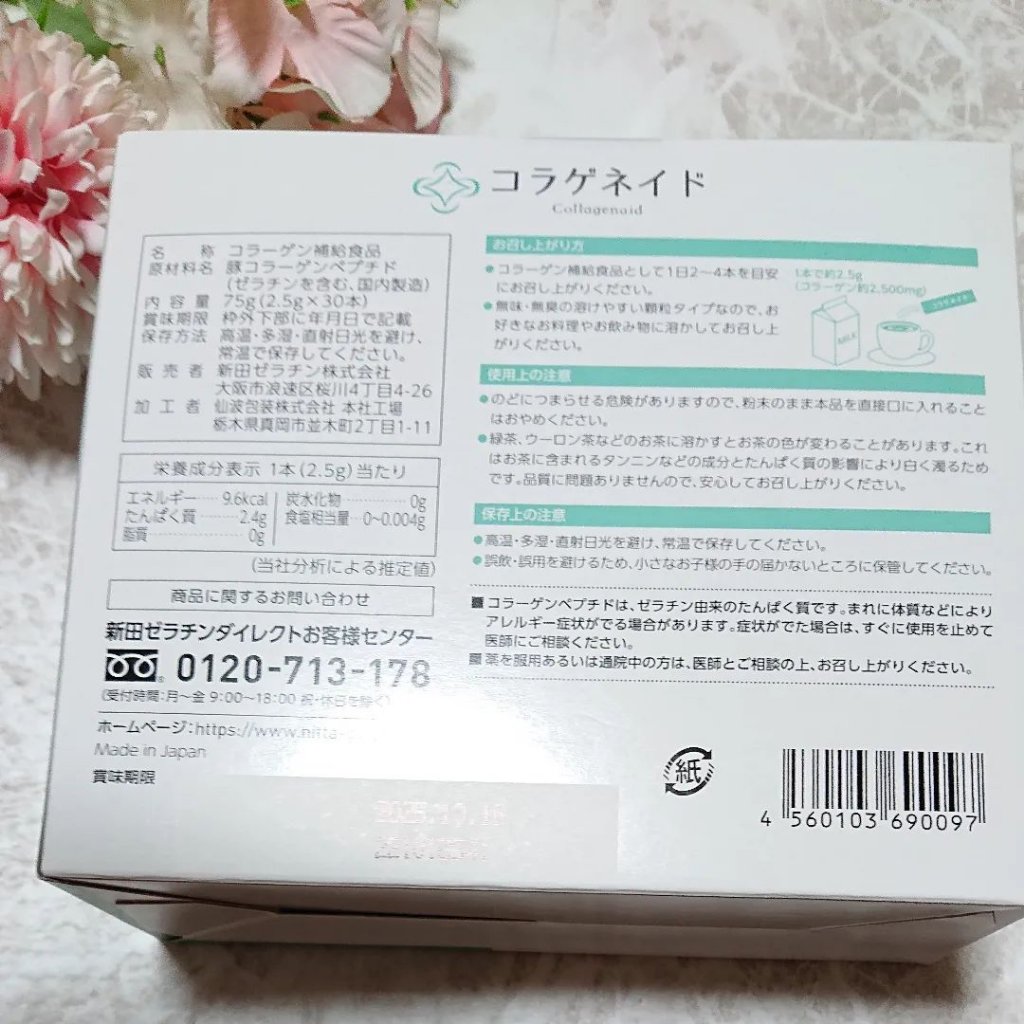 コラゲネイド
Collagenaid
名 称 コラーゲン補給食品
原材料名 豚コラーゲンペプチド
(ゼラチンを含む、国内製造)
内容量 75g(2.5g×30本)
賞味期限 枠外下部に年月日で記載
保存方法 高温・多湿・直射日光を避け、
常温で保存してください。
販売者 新田ゼラチン株式会社
大阪市浪速区桜川4丁目4-26
加工者 仙波包装株式会社 本社工場
栃木県真岡市並木町2丁目1-11
栄養成分表示 1本(2.5g)当たり
エネルギー…… 9.6kcal
たんぱく質……… 2.4g
脂質……………… 0g
炭水化物………… 0g
食塩相当量…0~0.004g
(当社分析による推定値)
商品に関するお問い合わせ
新田ゼラチンダイレクトお客様センター
0120-713-178
(受付時間:月~金 9:00~18:00 祝・休日を除く)
ホームページ:https://www.nitta-
Made in Japan
賞味期限
2025.10.16
お召し上がり方
●コラーゲン補給食品として1日2~4本を目安
にお召し上がりください。
●無味・無臭の溶けやすい顆粒タイプなので、お
好きなお料理やお飲み物に溶かしてお召し上
がりください。
1本で約2.5g
(コラーゲン約2,500mg)
コラゲネイド
MILK
使用上の注意
●のどにつまらせる危険がありますので、粉末のまま本品を直接口に入れること
はおやめください。
●緑茶、ウーロン茶などのお茶に溶かすとお茶の色が変わることがあります。これ
はお茶に含まれるタンニンなどの成分とたんぱく質の影響により白く濁るため
です。品質に問題ありませんので、安心してお召し上がりください。
保存上の注意
●高温・多湿・直射日光を避け、常温で保存してください。
●誤飲・誤用を避けるため、小さなお子様の手の届かないところに保管してください。
■コラーゲンペプチドは、ゼラチン由来のたんぱく質です。まれに体質などにより
アレルギー症状がでる場合があります。症状がでた場合は、すぐに使用を止めて
医師にご相談ください。
■薬を服用あるいは通院中の方は、医師とご相談の上、お召し上がりください。
紙
4 560103 690097